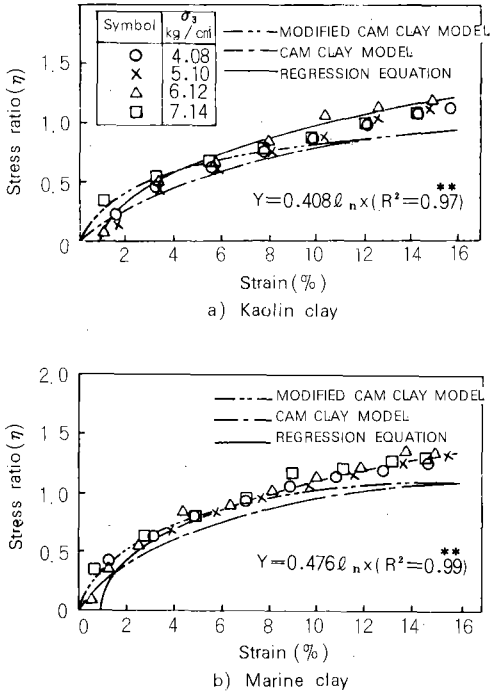 Symbol σ₃ kg/cm²
○ 4.08
× 5.10
△ 6.12
□ 7.14
MODIFIED CAM CLAY MODEL
CAM CLAY MODEL
REGRESSION EQUATION
Stress ratio(η)
2.0
1.5
1.0
0.5
0
Y=0.408ℓₙx(R²=0.97)**
2 4 6 8 10 12 14 16
Strain(%)
a) Kaolin clay
MODIFIED CAM CLAY MODEL
CAM CLAY MODEL
REGRESSION EQUATION
Stress ratio(η)
2.0
1.5
1.0
0.5
0
Y=0.476ℓₙx(R²=0.99)**
0 2 4 6 8 10 12 14 16
Strain(%)
b) Marine clay